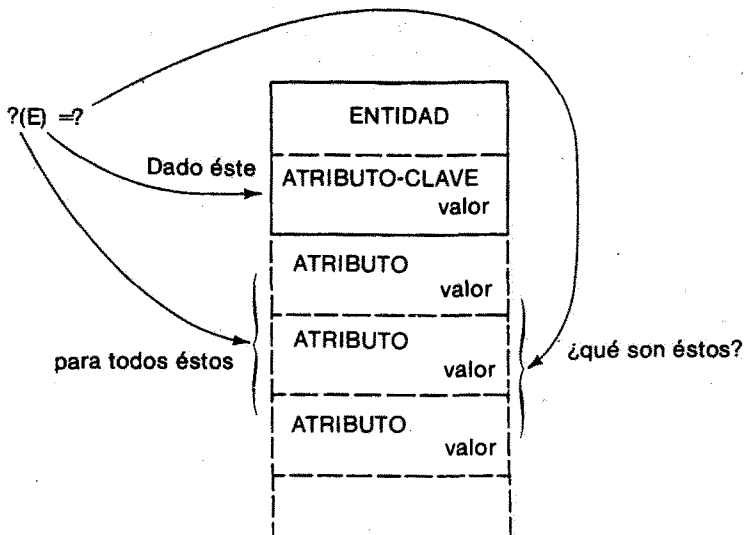 ?(E) =?
ENTIDAD
Dado éste
ATRIBUTO-CLAVE
valor
ATRIBUTO
valor
para todos éstos
ATRIBUTO
valor
¿qué son éstos?
ATRIBUTO
valor